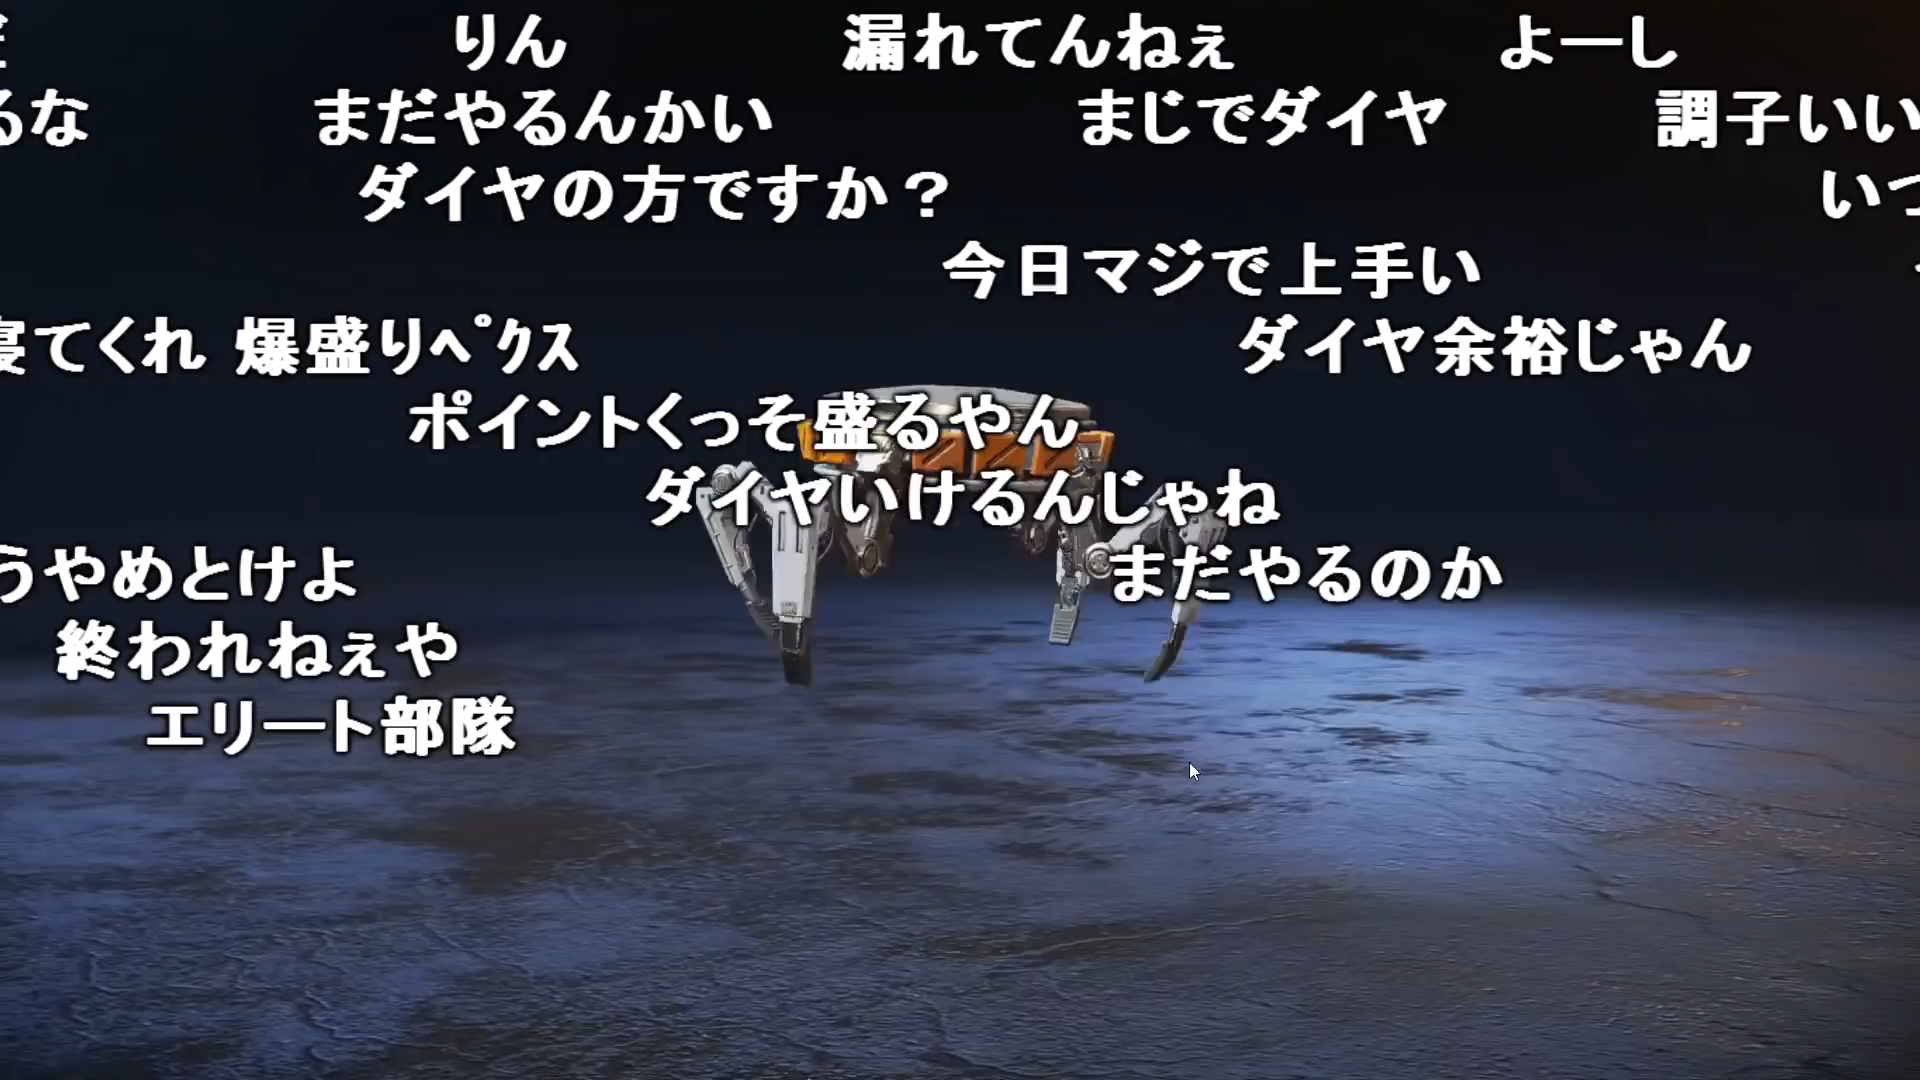 りん 漏れてんねぇ よーし
るな まだやるんかい まじでダイヤ 調子いい
ダイヤの方ですか？ いつ
今日マジで上手い
寝てくれ 爆盛りﾍﾟｸｽ ダイヤ余裕じゃん
ポイントくっそ盛るやん
ダイヤいけるんじゃね
うやめとけよ まだやるのか
終われねぇや
エリート部隊